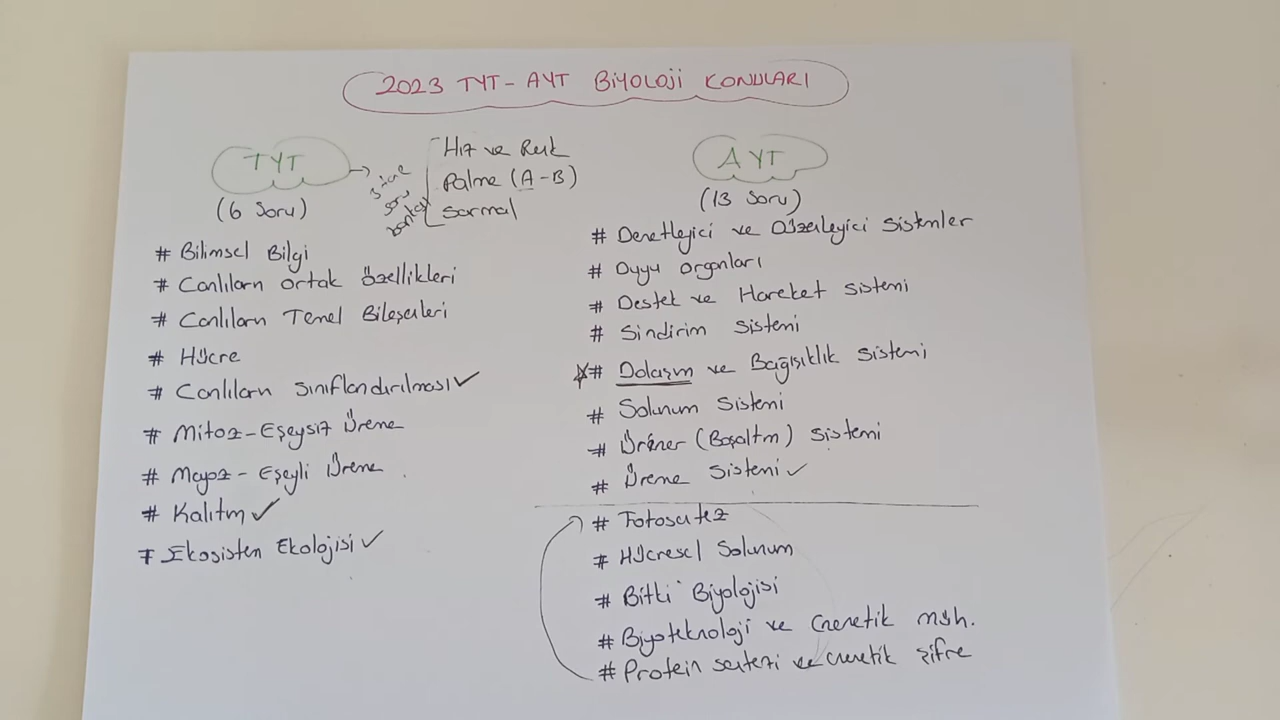 2023 TYT-AYT BİYOLOJİ KONULARI
TYT
(6 Soru)
soru
Hız ve Renk
Palme (A-B)
Sarmal
# Bilimsel Bilgi
# Canlıların ortak özellikleri
# Canlıların Temel Bileşenleri
# Hücre
# Canlıların sınıflandırılması ✓
# Mitoz-Eşeysiz Üreme
# Mayoz - Eşeyli Üreme
# Kalıtım ✓
# Ekosistem Ekolojisi ✓
AYT
(13 Soru)
# Denetleyici ve Düzenleyici Sistemler
# Duyu organları
# Destek ve Hareket sistemi
# Sindirim sistemi
# Dolaşım ve Bağışıklık sistemi
# Solunum Sistemi
# Üriner (Boşaltım) sistemi
# Üreme sistemi ✓
# Fotosentez
# Hücresel Solunum
# Bitki Biyolojisi
# Biyoteknoloji ve Genetik müh.
# Protein sentezi ve Genetik şifre